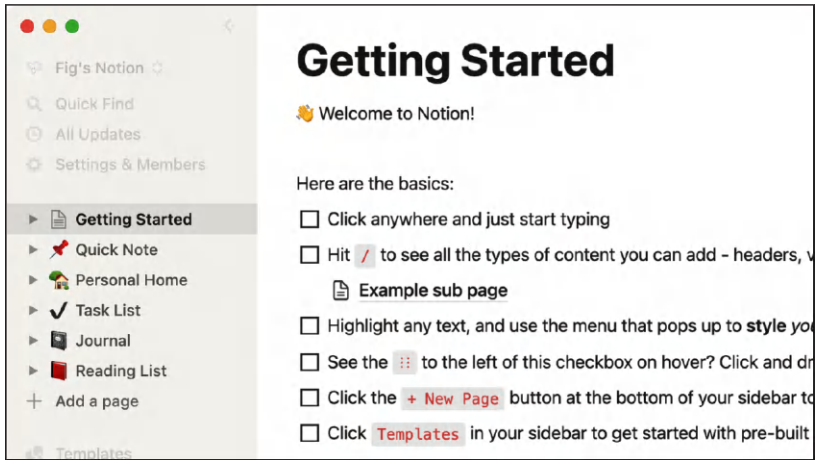 Fig's Notion
Quick Find
All Updates
Settings & Members
Getting Started
Quick Note
Personal Home
Task List
Journal
Reading List
+ Add a page
Templates
Getting Started
👋 Welcome to Notion!
Here are the basics:
Click anywhere and just start typing
Hit / to see all the types of content you can add - headers, v
Example sub page
Highlight any text, and use the menu that pops up to style you
See the ⋮⋮ to the left of this checkbox on hover? Click and dr
Click the + New Page button at the bottom of your sidebar to
Click Templates in your sidebar to get started with pre-built